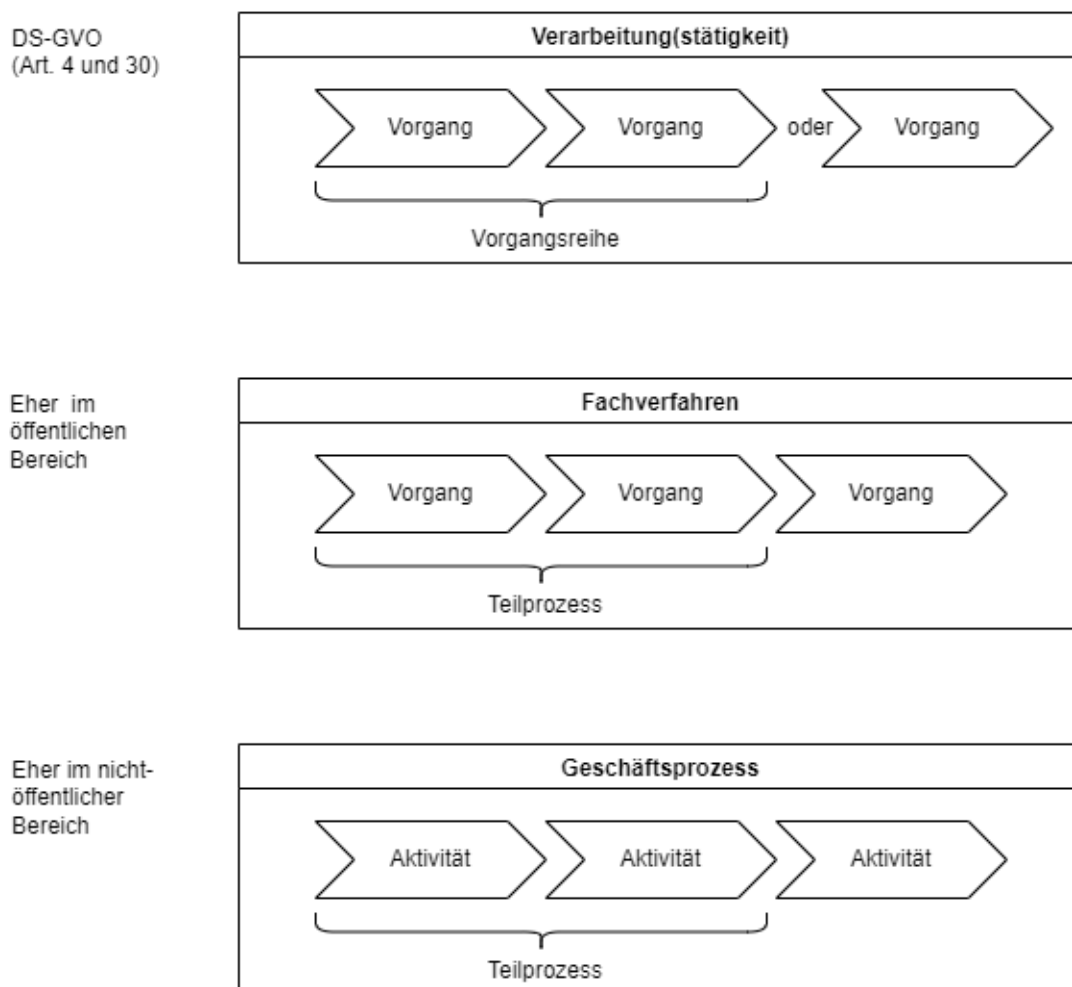 DS-GVO
(Art. 4 und 30)
Verarbeitung(stätigkeit)
Vorgang Vorgang oder Vorgang
Vorgangsreihe
Eher im
öffentlichen
Bereich
Fachverfahren
Vorgang Vorgang Vorgang
Teilprozess
Eher im nicht-
öffentlicher
Bereich
Geschäftsprozess
Aktivität Aktivität Aktivität
Teilprozess